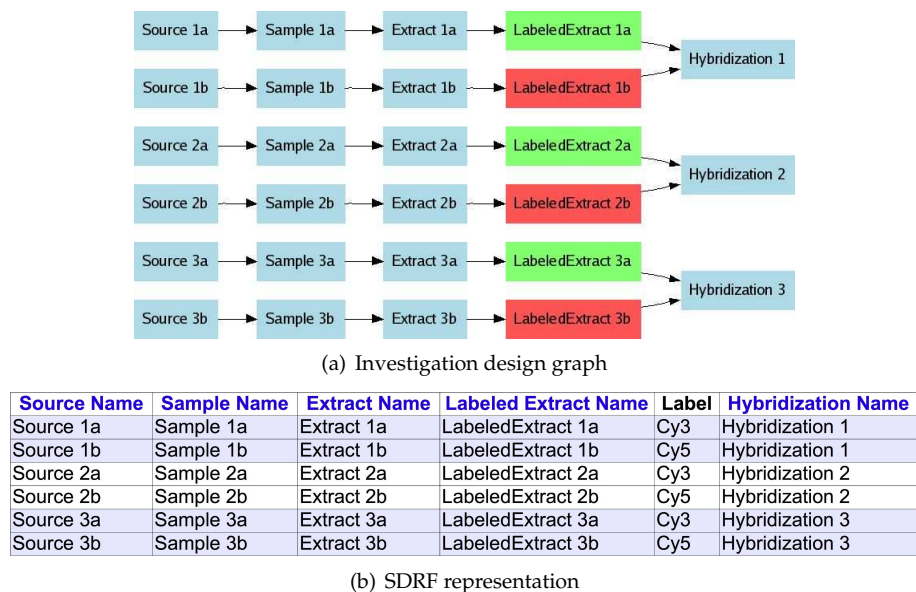 Source 1a Sample 1a Extract 1a LabeledExtract 1a
Hybridization 1
Source 1b Sample 1b Extract 1b LabeledExtract 1b
Source 2a Sample 2a Extract 2a LabeledExtract 2a
Hybridization 2
Source 2b Sample 2b Extract 2b LabeledExtract 2b
Source 3a Sample 3a Extract 3a LabeledExtract 3a
Hybridization 3
Source 3b Sample 3b Extract 3b LabeledExtract 3b
(a) Investigation design graph
Source Name Sample Name Extract Name Labeled Extract Name Label Hybridization Name
Source 1a Sample 1a Extract 1a LabeledExtract 1a Cy3 Hybridization 1
Source 1b Sample 1b Extract 1b LabeledExtract 1b Cy5 Hybridization 1
Source 2a Sample 2a Extract 2a LabeledExtract 2a Cy3 Hybridization 2
Source 2b Sample 2b Extract 2b LabeledExtract 2b Cy5 Hybridization 2
Source 3a Sample 3a Extract 3a LabeledExtract 3a Cy3 Hybridization 3
Source 3b Sample 3b Extract 3b LabeledExtract 3b Cy5 Hybridization 3
(b) SDRF representation